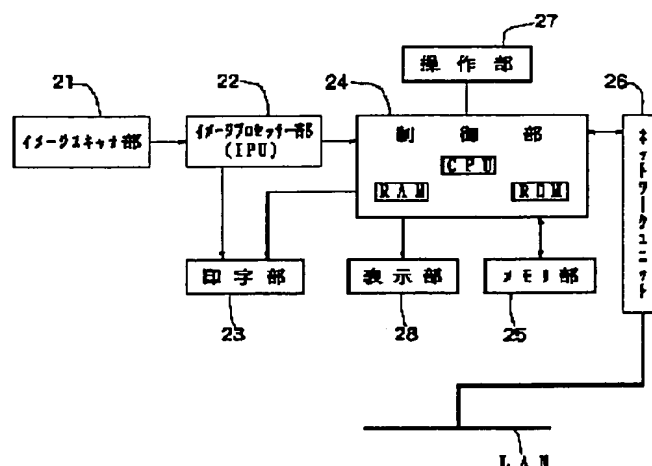 27
操作部
21
22
24
26
イメージスキャナ部
イメージプロセッサー部
(IPU)
制御部
CPU
RAM
ROM
ネットワークユニット
印字部
表示部
メモリ部
23
28
25
LAN